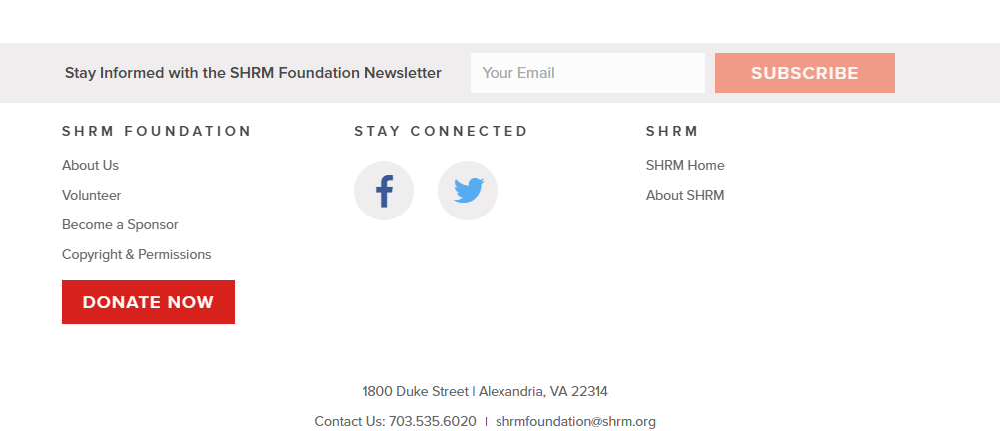 Stay Informed with the SHRM Foundation Newsletter Your Email SUBSCRIBE
SHRM FOUNDATION
About Us
Volunteer
Become a Sponsor
Copyright & Permissions
DONATE NOW
STAY CONNECTED
SHRM
SHRM Home
About SHRM
1800 Duke Street | Alexandria, VA 22314
Contact Us: 703.535.6020 | shrmfoundation@shrm.org